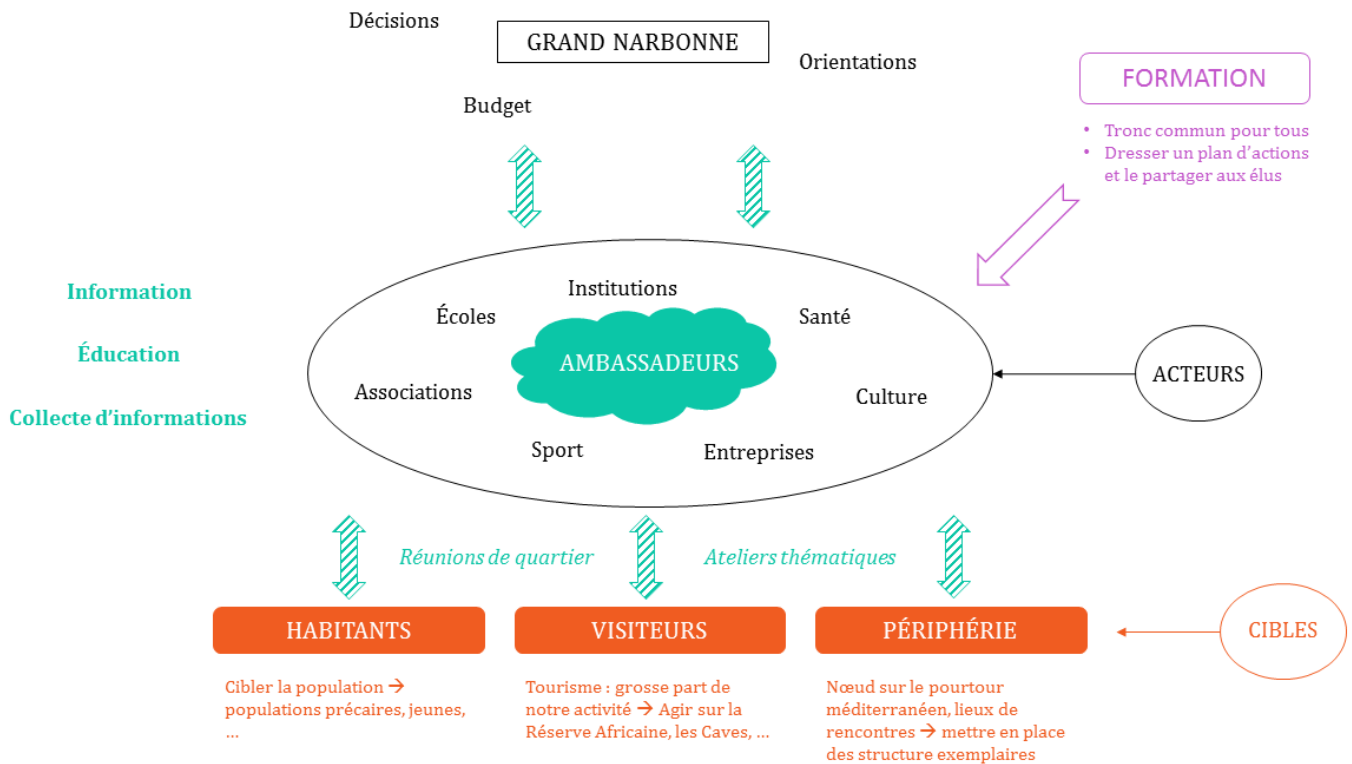 Décisions
GRAND NARBONNE
Orientations
Budget
FORMATION
• Tronc commun pour tous
• Dresser un plan d'actions
et le partager aux élus
Information
Éducation
Collecte d'informations
Institutions
Écoles
Santé
AMBASSADEURS
Associations
Culture
Sport
Entreprises
ACTEURS
Réunions de quartier
Ateliers thématiques
HABITANTS
VISITEURS
PÉRIPHÉRIE
CIBLES
Cibler la population →
populations précaires, jeunes,
...
Tourisme : grosse part de
notre activité → Agir sur la
Réserve Africaine, les Caves, ...
Nœud sur le pourtour
méditerranéen, lieux de
rencontres → mettre en place
des structure exemplaires